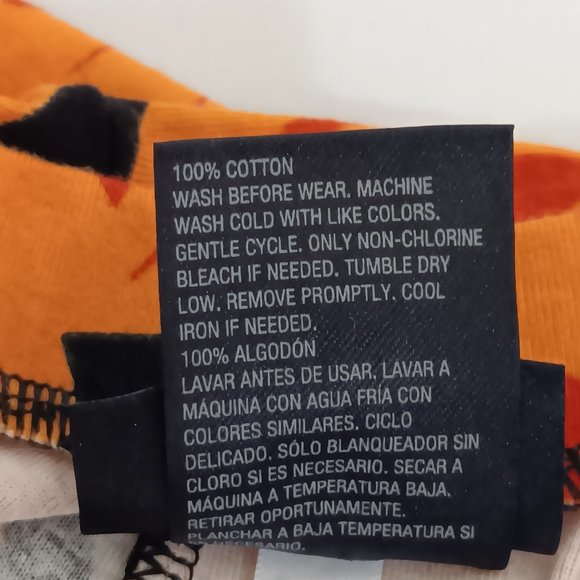 100% COTTON
WASH BEFORE WEAR. MACHINE
WASH COLD WITH LIKE COLORS.
GENTLE CYCLE. ONLY NON-CHLORINE
BLEACH IF NEEDED. TUMBLE DRY
LOW. REMOVE PROMPTLY. COOL
IRON IF NEEDED.
100% ALGODÓN
LAVAR ANTES DE USAR. LAVAR A
MÁQUINA CON AGUA FRÍA CON
COLORES SIMILARES. CICLO
DELICADO. SÓLO BLANQUEADOR SIN
CLORO SI ES NECESARIO. SECAR A
MÁQUINA A TEMPERATURA BAJA.
RETIRAR OPORTUNAMENTE.
PLANCHAR A BAJA TEMPERATURA SI
NECESARIO.